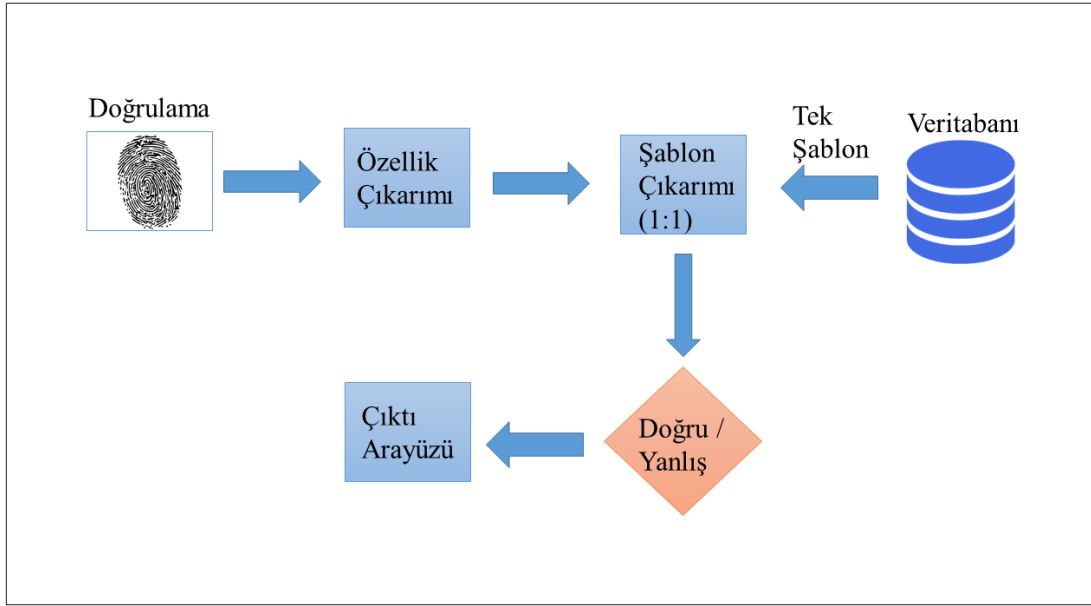 Doğrulama
Özellik
Çıkarımı
Şablon
Çıkarımı
(1:1)
Tek
Şablon
Veritabanı
Doğru /
Yanlış
Çıktı
Arayüzü